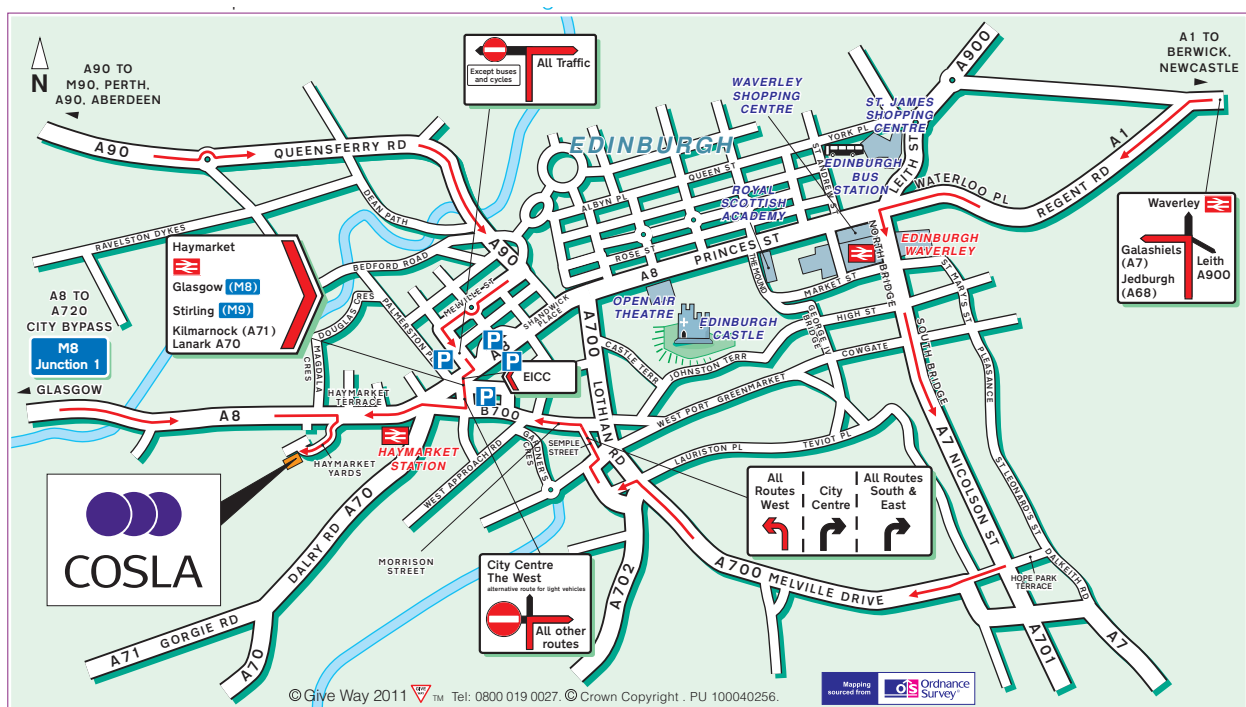 N
A90 TO
M90, PERTH,
A90, ABERDEEN
A90
QUEENSFERRY RD
Except buses
and cycles
All Traffic
EDINBURGH
WAVERLEY
SHOPPING
CENTRE
ST. JAMES
SHOPPING
CENTRE
A900
A1 TO
BERWICK,
NEWCASTLE
A1
YORK PL
ST ANDREW ST
EDINBURGH
BUS
STATION
LEITH ST
WATERLOO PL
REGENT RD
QUEEN ST
ALBYN PL
ROYAL
SCOTTISH
ACADEMY
ROSE ST
A8
PRINCES ST
DEAN PATH
RAVELSTON DYKES
BEDFORD ROAD
A90
Haymarket
Glasgow (M8)
Stirling (M9)
Kilmarnock (A71)
Lanark A70
DOUGLAS CRES
PALMERSTON PL
MELVILLE ST
SHANDWICK
PLACE
A8 TO
A720
CITY BYPASS
M8
Junction 1
GLASGOW
A8
MAGDALA
CRES
HAYMARKET
TERRACE
HAYMARKET
YARDS
HAYMARKET
STATION
P
P
P
P
EICC
B700
A700
LOTHIAN RD
CASTLE TERR
JOHNSTON TERR
OPEN AIR
THEATRE
EDINBURGH
CASTLE
THE MOUND
MARKET ST
GEORGE IV
BRIDGE
HIGH ST
COWGATE
NORTH BRIDGE
EDINBURGH
WAVERLEY
ST MARY'S ST
SOUTH BRIDGE
PLEASANCE
Waverley
Galashiels
(A7)
Jedburgh
(A68)
Leith
A900
WEST PORT
GREENMARKET
LAURISTON PL
TEVIOT PL
SEMPLE
STREET
GARDNER'S
CRES
WEST APPROACH RD
MORRISON
STREET
COSLA
DALRY RD A70
A71
GORGIE RD
A70
City Centre
The West
alternative route for light vehicles
All other
routes
A702
A700 MELVILLE DRIVE
All
Routes
West
City
Centre
All Routes
South &
East
A7 NICOLSON ST
ST LEONARD'S ST
HOPE PARK
TERRACE
DALKEITH RD
A701
A7
© Give Way 2011 GIVE WAY TM Tel: 0800 019 0027. © Crown Copyright . PU 100040256.
Mapping
sourced from
OS Ordnance
Survey®